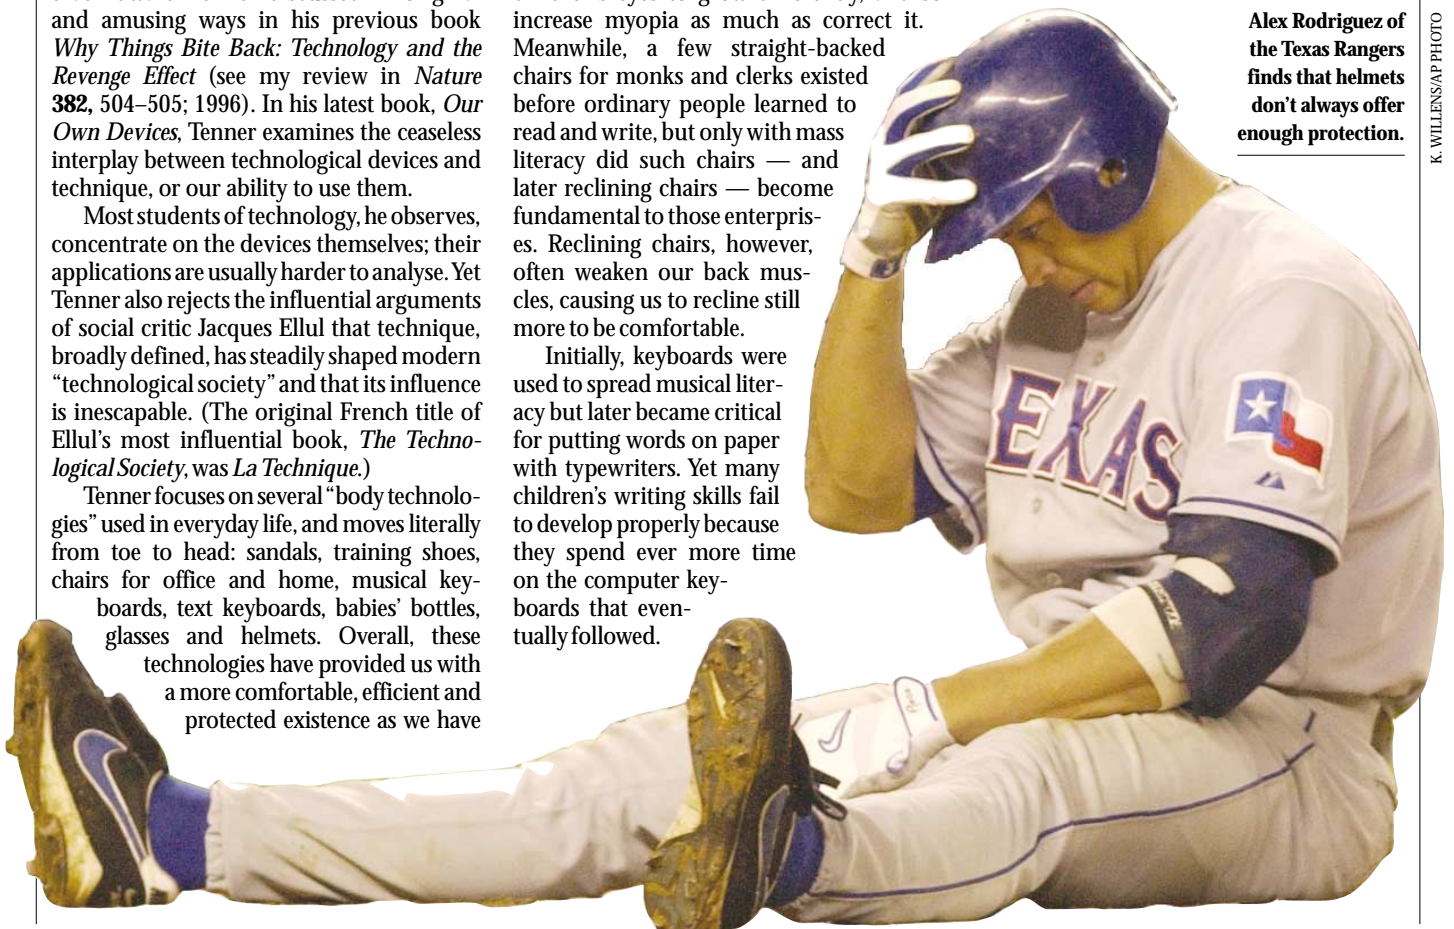 and amusing ways in his previous book
Why Things Bite Back: Technology and the
Revenge Effect (see my review in Nature
382, 504–505; 1996). In his latest book, Our
Own Devices, Tenner examines the ceaseless
interplay between technological devices and
technique, or our ability to use them.
Most students of technology, he observes,
concentrate on the devices themselves; their
applications are usually harder to analyse. Yet
Tenner also rejects the influential arguments
of social critic Jacques Ellul that technique,
broadly defined, has steadily shaped modern
“technological society” and that its influence
is inescapable. (The original French title of
Ellul’s most influential book, The Techno-
logical Society, was La Technique.)
Tenner focuses on several “body technolo-
gies” used in everyday life, and moves literally
from toe to head: sandals, training shoes,
chairs for office and home, musical key-
boards, text keyboards, babies’ bottles,
glasses and helmets. Overall, these
technologies have provided us with
a more comfortable, efficient and
protected existence as we have
increase myopia as much as correct it.
Meanwhile, a few straight-backed
chairs for monks and clerks existed
before ordinary people learned to
read and write, but only with mass
literacy did such chairs — and
later reclining chairs — become
fundamental to those enterpris-
es. Reclining chairs, however,
often weaken our back mus-
cles, causing us to recline still
more to be comfortable.
Initially, keyboards were
used to spread musical liter-
acy but later became critical
for putting words on paper
with typewriters. Yet many
children’s writing skills fail
to develop properly because
they spend ever more time
on the computer key-
boards that even-
tually followed.
Alex Rodriguez of
the Texas Rangers
finds that helmets
don’t always offer
enough protection.
K. WILLENS/AP PHOTO
TEXAS